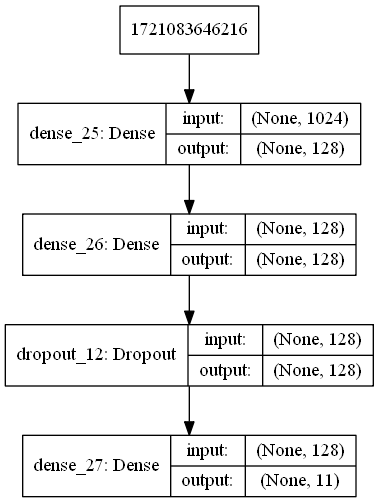 1721083646216
dense_25: Dense
input: (None, 1024)
output: (None, 128)
dense_26: Dense
input: (None, 128)
output: (None, 128)
dropout_12: Dropout
input: (None, 128)
output: (None, 128)
dense_27: Dense
input: (None, 128)
output: (None, 11)